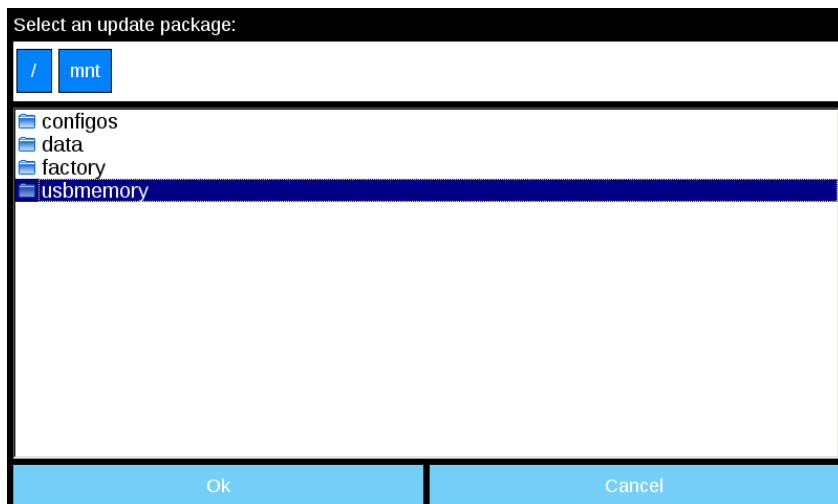 Select an update package:
/ mnt
configos
data
factory
usbmemory
Ok Cancel